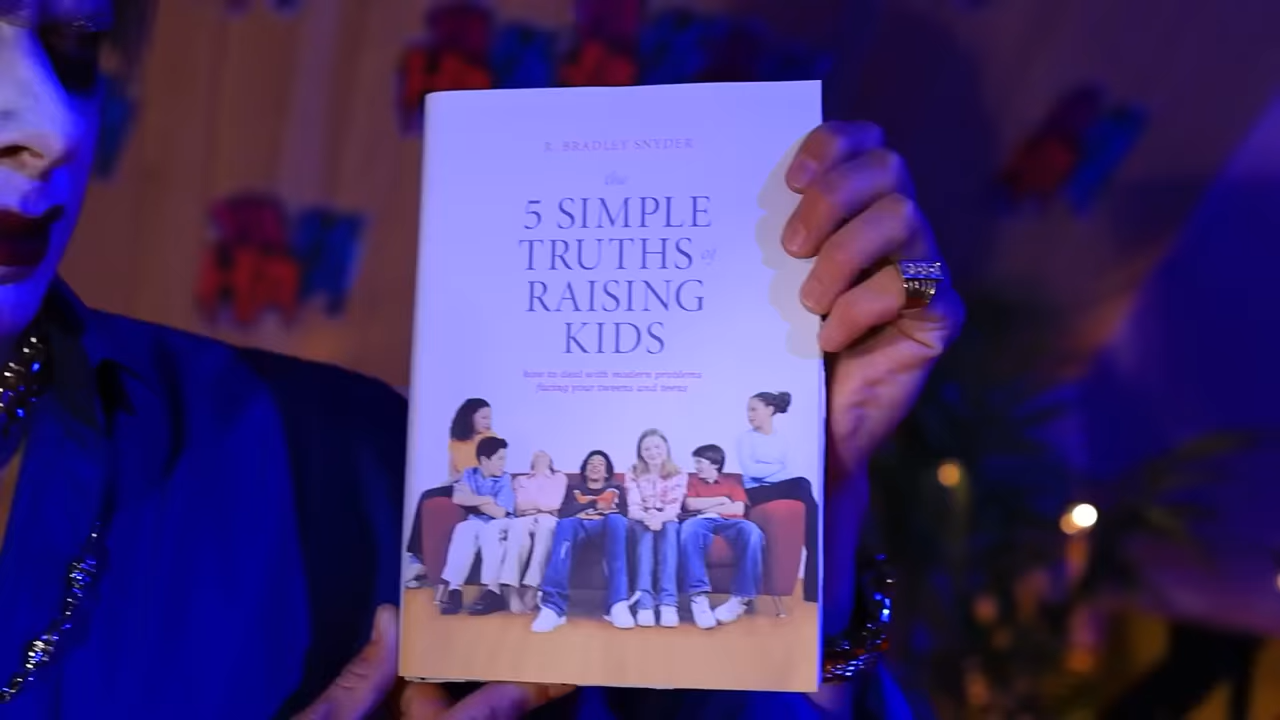 R. BRADLEY SNYDER
the
5 SIMPLE
TRUTHS of
RAISING
KIDS
how to deal with modern problems
facing your tweens and teens